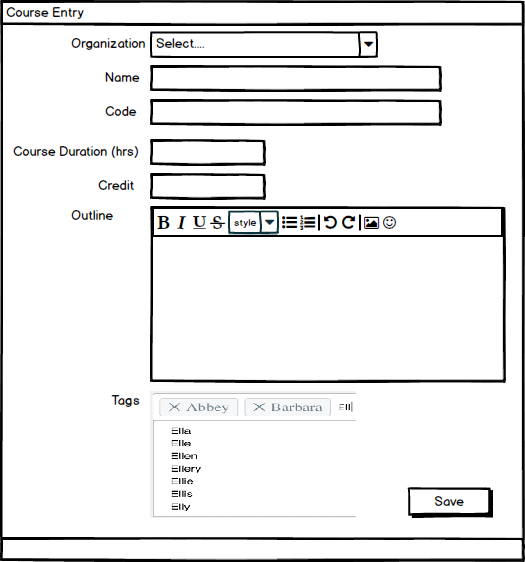 Course Entry
Organization Select....
Name
Code
Course Duration (hrs)
Credit
Outline B I U S style
Tags × Abbey × Barbara Ell
Ella
Elle
Ellen
Ellery
Ellie
Ellis
Elly
Save